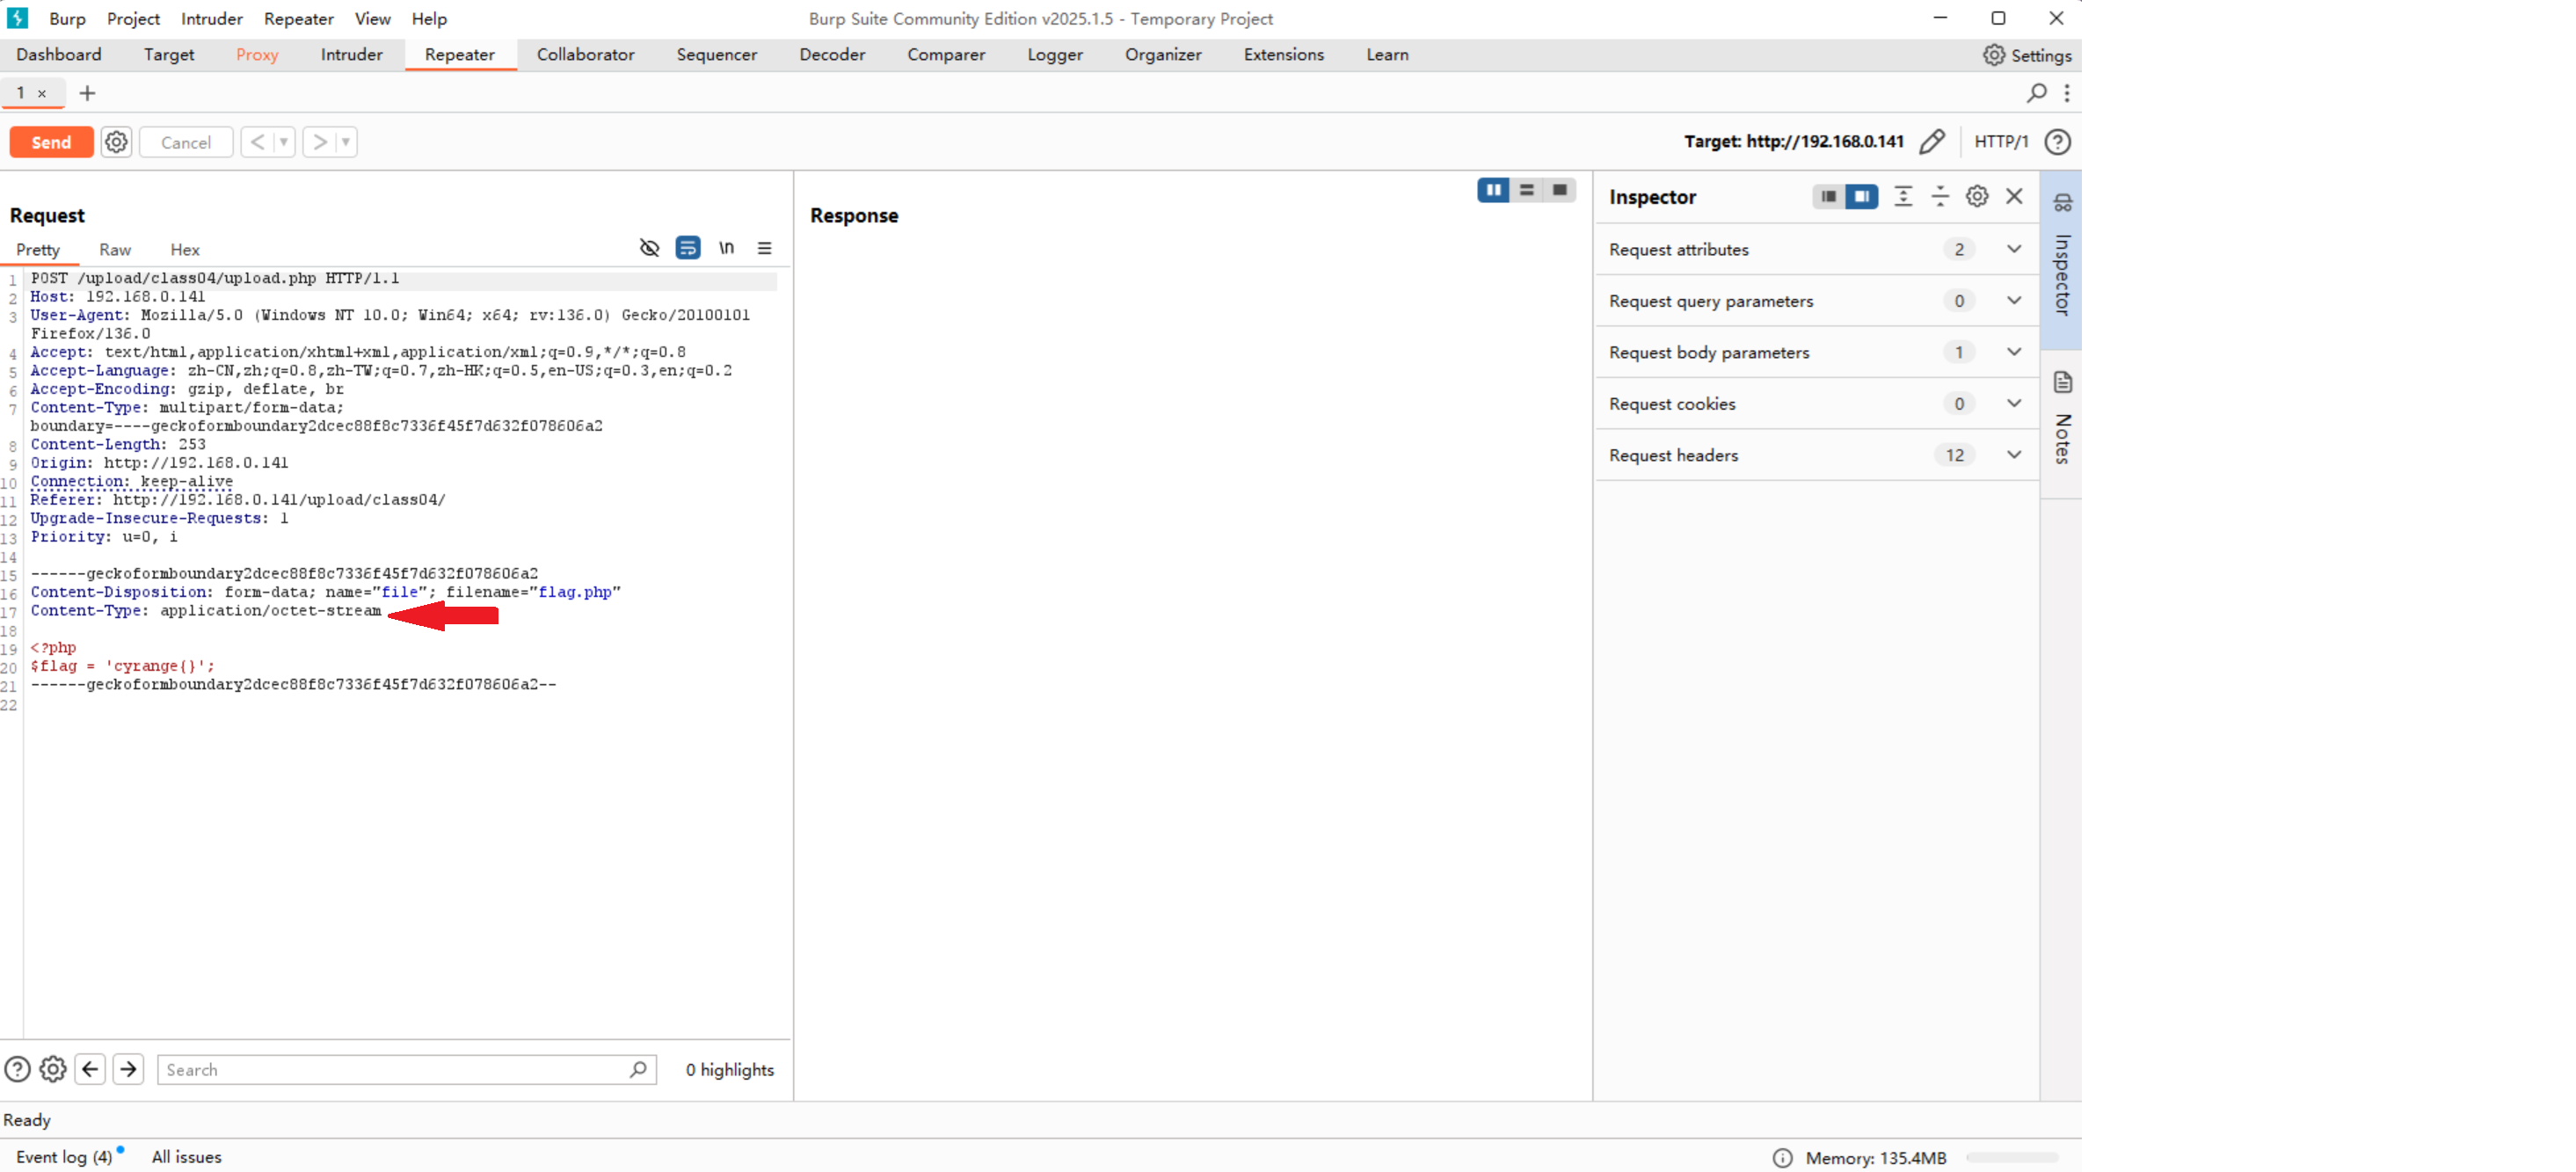 Burp Project Intruder Repeater View Help Burp Suite Community Edition v2025.1.5 - Temporary Project
Dashboard Target Proxy Intruder Repeater Collaborator Sequencer Decoder Comparer Logger Organizer Extensions Learn Settings
1 × +
Send Cancel < > Target: http://192.168.0.141 HTTP/1
Request
Pretty Raw Hex \n
1 POST /upload/class04/upload.php HTTP/1.1
2 Host: 192.168.0.141
3 User-Agent: Mozilla/5.0 (Windows NT 10.0; Win64; x64; rv:136.0) Gecko/20100101
Firefox/136.0
4 Accept: text/html,application/xhtml+xml,application/xml;q=0.9,*/*;q=0.8
5 Accept-Language: zh-CN,zh;q=0.8,zh-TW;q=0.7,zh-HK;q=0.5,en-US;q=0.3,en;q=0.2
6 Accept-Encoding: gzip, deflate, br
7 Content-Type: multipart/form-data;
boundary=----geckoformboundary2dcec88f8c7336f45f7d632f078606a2
8 Content-Length: 253
9 Origin: http://192.168.0.141
10 Connection: keep-alive
11 Referer: http://192.168.0.141/upload/class04/
12 Upgrade-Insecure-Requests: 1
13 Priority: u=0, i
14
15 ------geckoformboundary2dcec88f8c7336f45f7d632f078606a2
16 Content-Disposition: form-data; name="file"; filename="flag.php"
17 Content-Type: application/octet-stream
18
19 <?php
20 $flag = 'cyrange{}';
21 ------geckoformboundary2dcec88f8c7336f45f7d632f078606a2--
22
Search 0 highlights
Response
Inspector
Request attributes 2
Request query parameters 0
Request body parameters 1
Request cookies 0
Request headers 12
Inspector
Notes
Ready
Event log (4) All issues Memory: 135.4MB